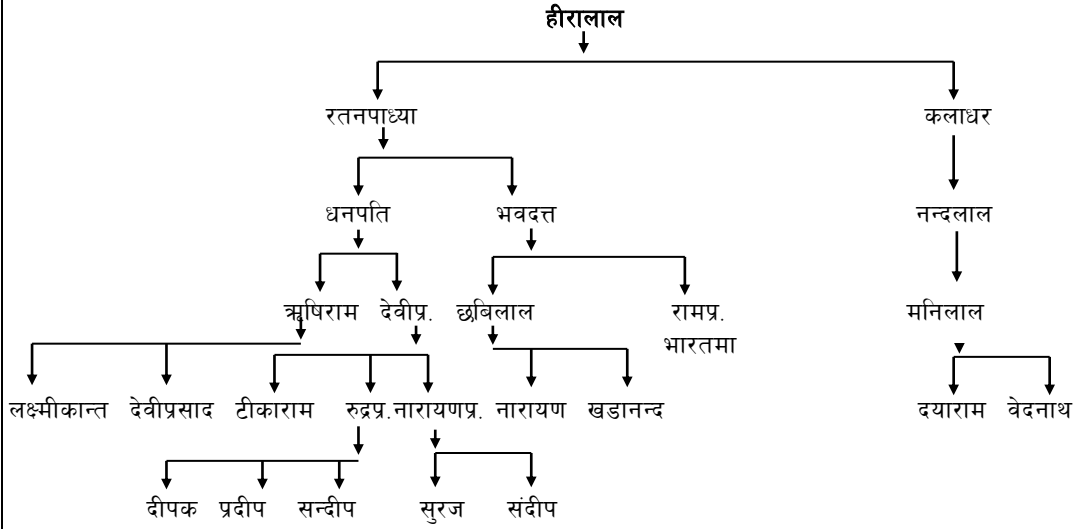 हीरालाल
रतनपाध्या कलाधर
धनपति भवदत्त नन्दलाल
ऋषिराम देवीप्र. छबिलाल रामप्र. मनिलाल
भारतमा
लक्ष्मीकान्त देवीप्रसाद टीकाराम रुद्रप्र. नारायणप्र. नारायण खडानन्द दयाराम वेदनाथ
दीपक प्रदीप सन्दीप सुरज संदीप